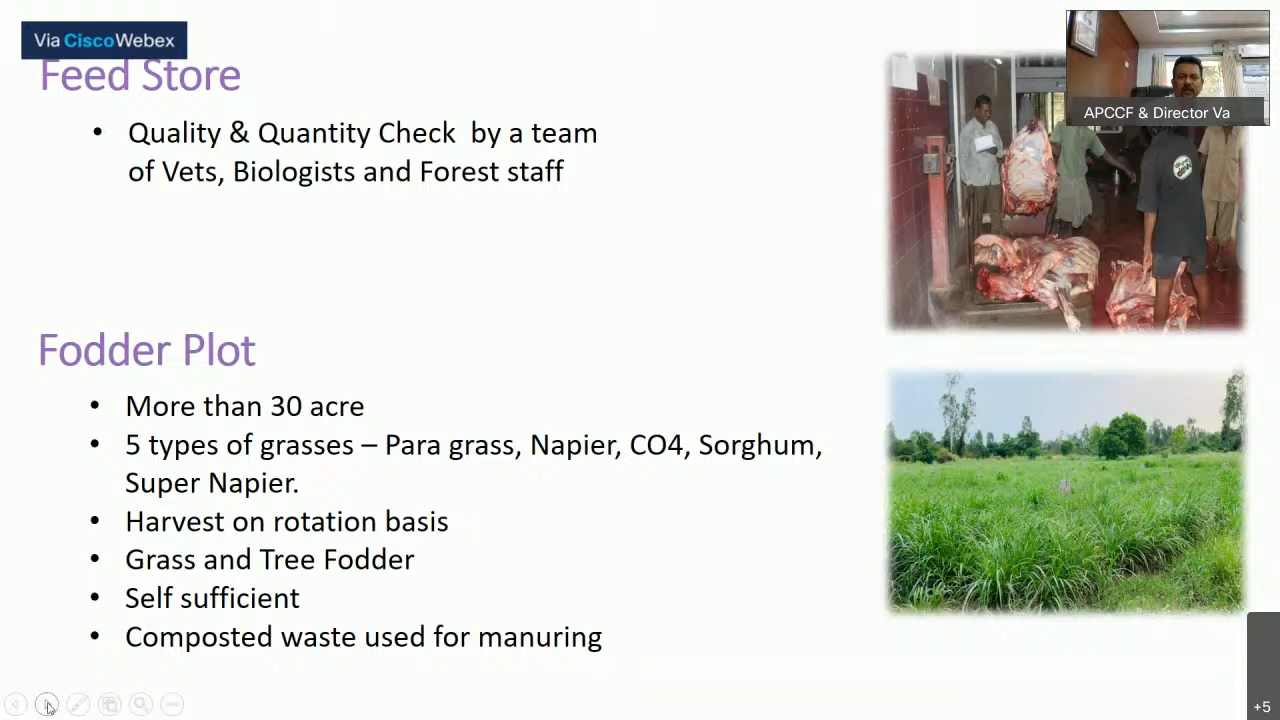 Via Cisco Webex
Feed Store
• Quality & Quantity Check by a team
of Vets, Biologists and Forest staff
APCCF & Director Va
Fodder Plot
• More than 30 acre
• 5 types of grasses – Para grass, Napier, CO4, Sorghum,
Super Napier.
• Harvest on rotation basis
• Grass and Tree Fodder
• Self sufficient
• Composted waste used for manuring
+5